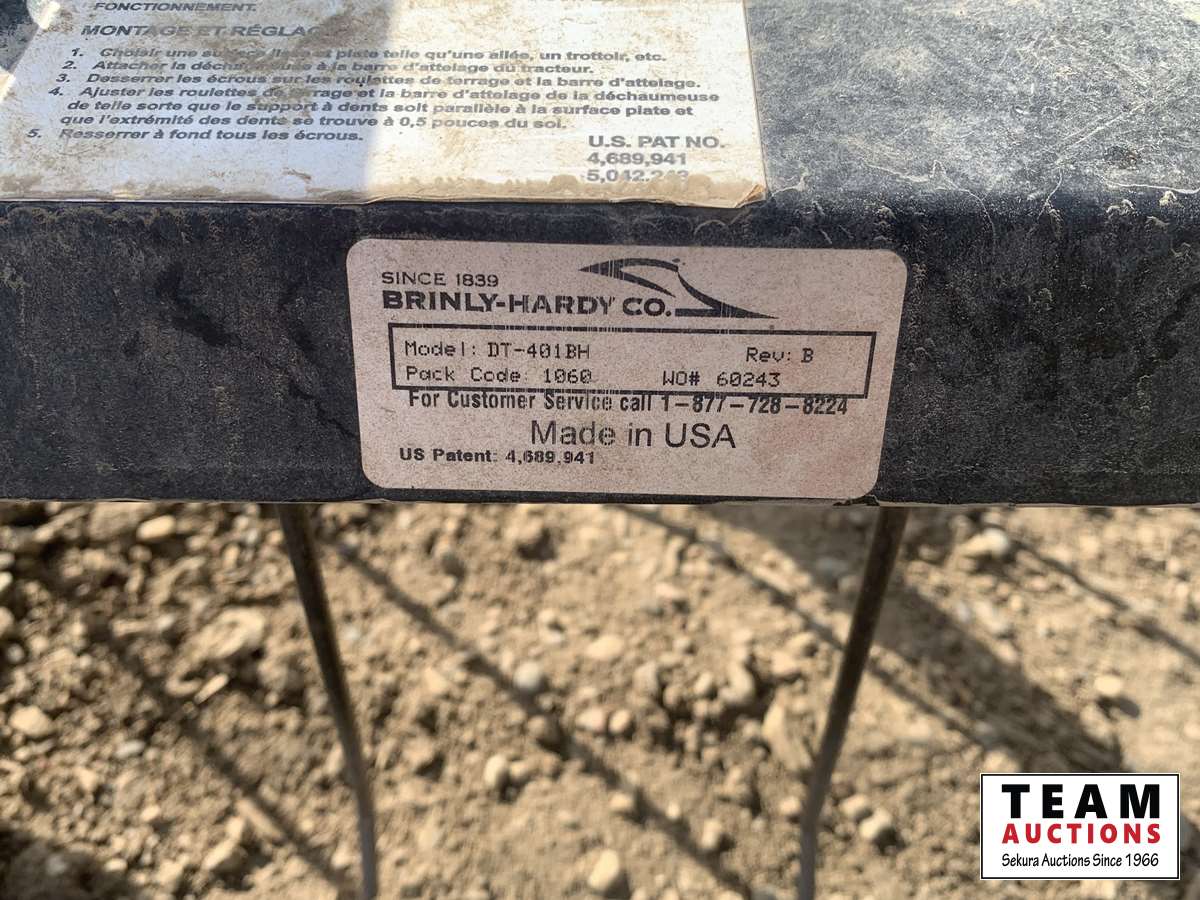 FONCTIONNEMENT.
MONTAGE ET RÉGLAG
1. Choisir une surface lisse et plate telle qu'une allée, un trottoir, etc.
2. Attacher la déchaumeuse à la barre d'attelage du tracteur.
3. Desserrer les écrous sur les roulettes de terrage et la barre d'attelage.
4. Ajuster les roulettes de terrage et la barre d'attelage de la déchaumeuse
de telle sorte que le support à dents soit parallèle à la surface plate et
que l'extrémité des dents se trouve à 0,5 pouces du sol.
5. Resserrer à fond tous les écrous.
U.S. PAT NO.
4,689,941
5,042,243
SINCE 1839
BRINLY-HARDY CO.
Model: DT-401BH Rev: B
Pack Code: 1060 WO# 60243
For Customer Service call 1-877-728-8224
Made in USA
US Patent: 4,689,941
TEAM
AUCTIONS
Sekura Auctions Since 1966